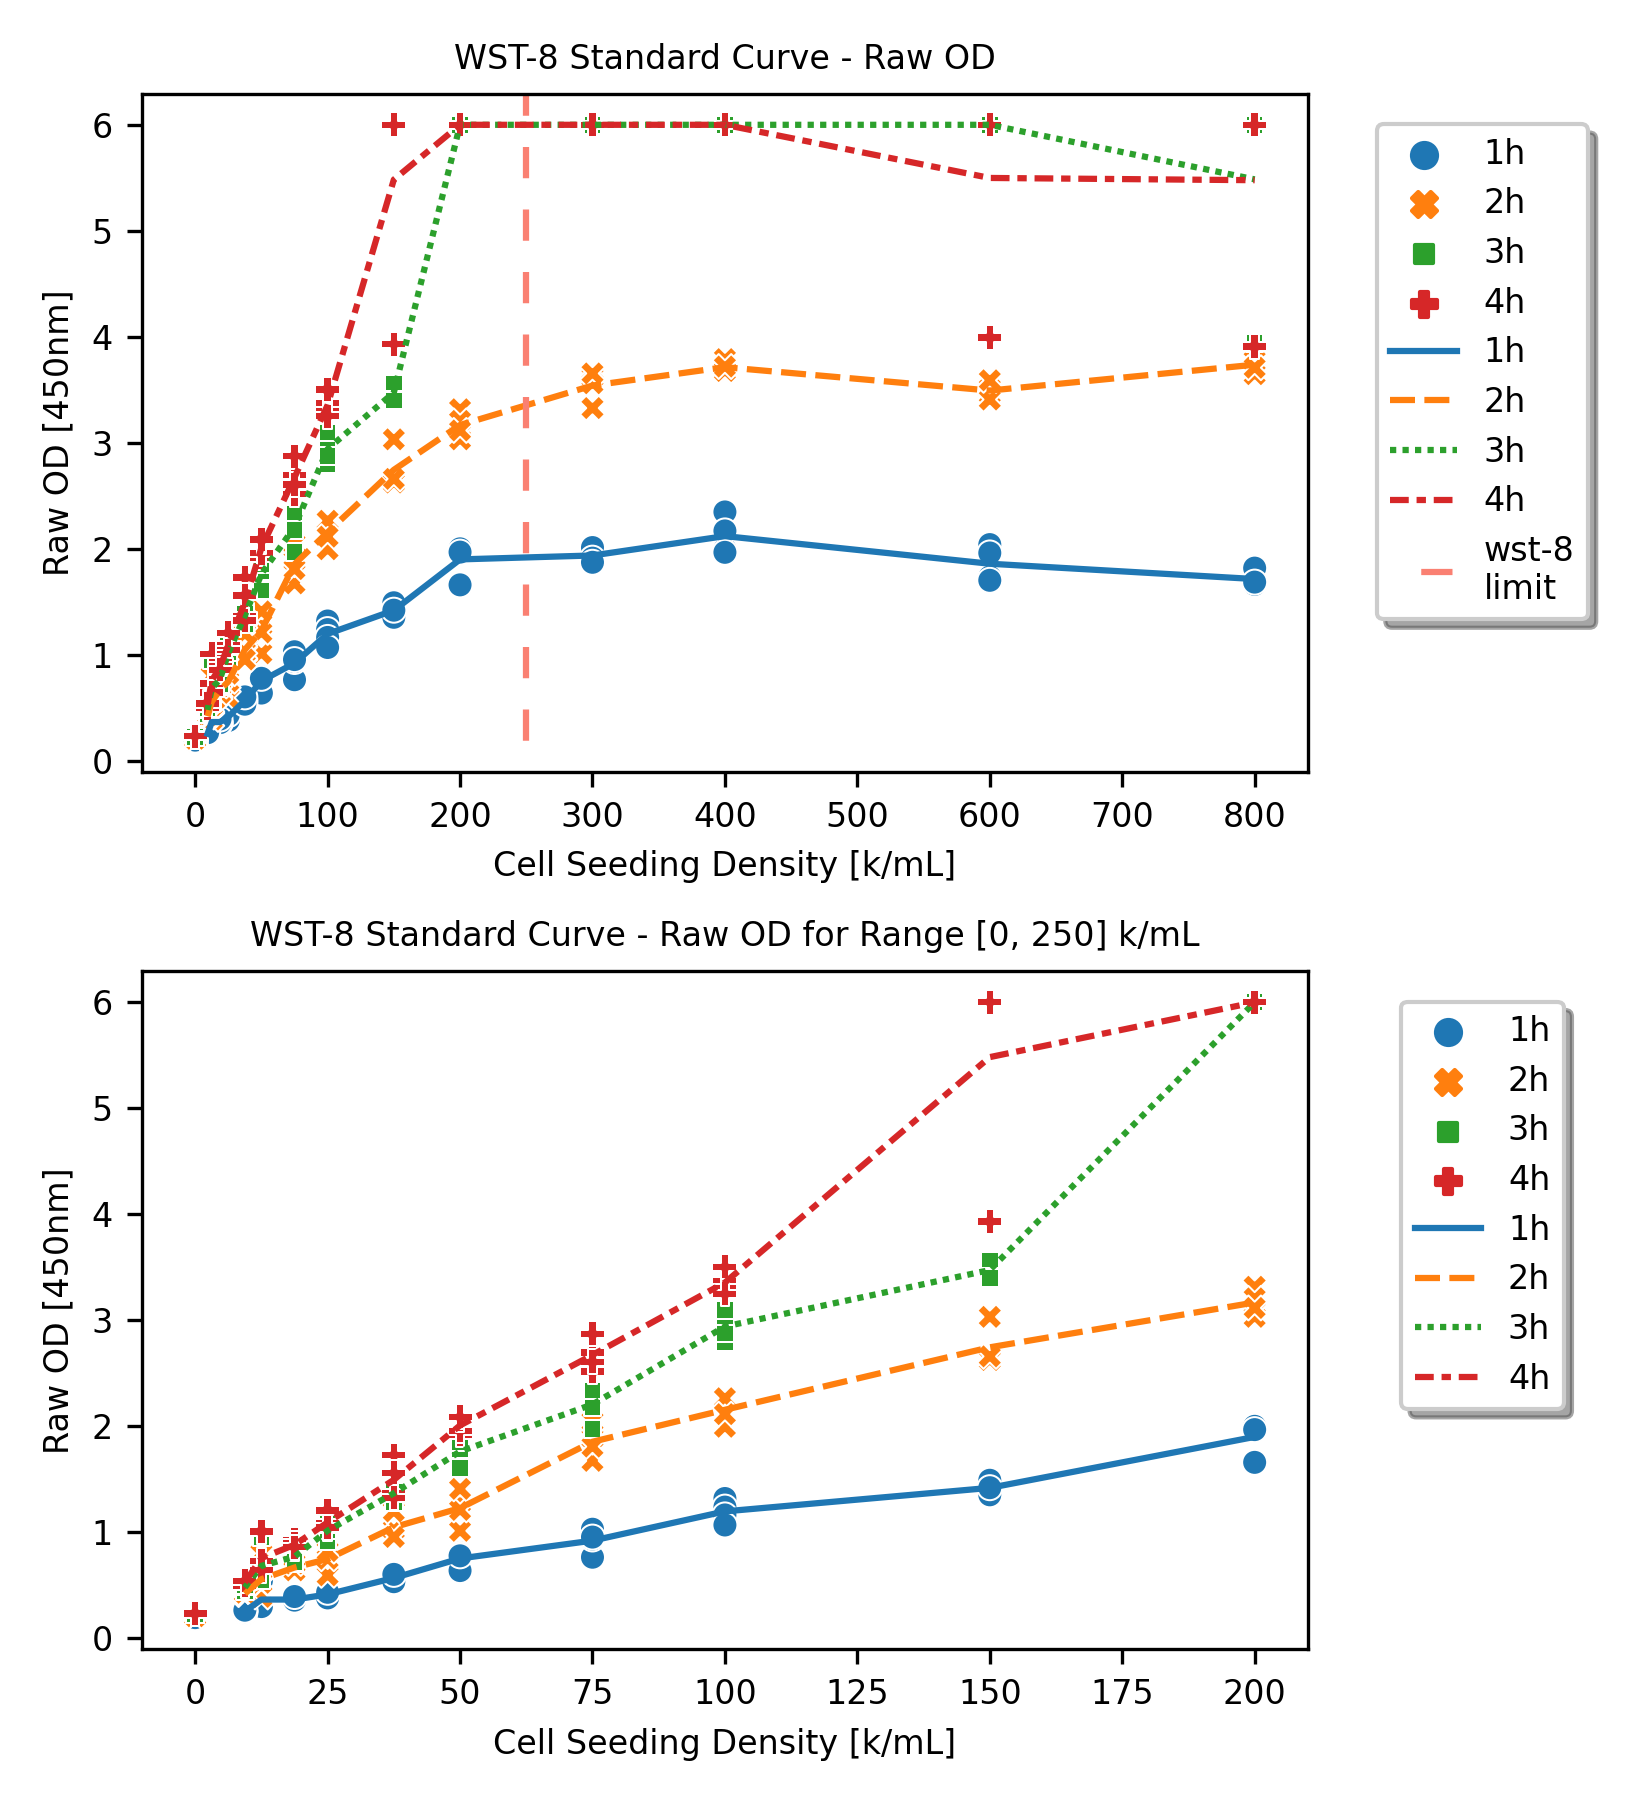 WST-8 Standard Curve - Raw OD
Raw OD [450nm]
6
5
4
3
2
1
0
0 100 200 300 400 500 600 700 800
Cell Seeding Density [k/mL]
1h
2h
3h
4h
1h
2h
3h
4h
wst-8
limit
WST-8 Standard Curve - Raw OD for Range [0, 250] k/mL
Raw OD [450nm]
6
5
4
3
2
1
0
0 25 50 75 100 125 150 175 200
Cell Seeding Density [k/mL]
1h
2h
3h
4h
1h
2h
3h
4h